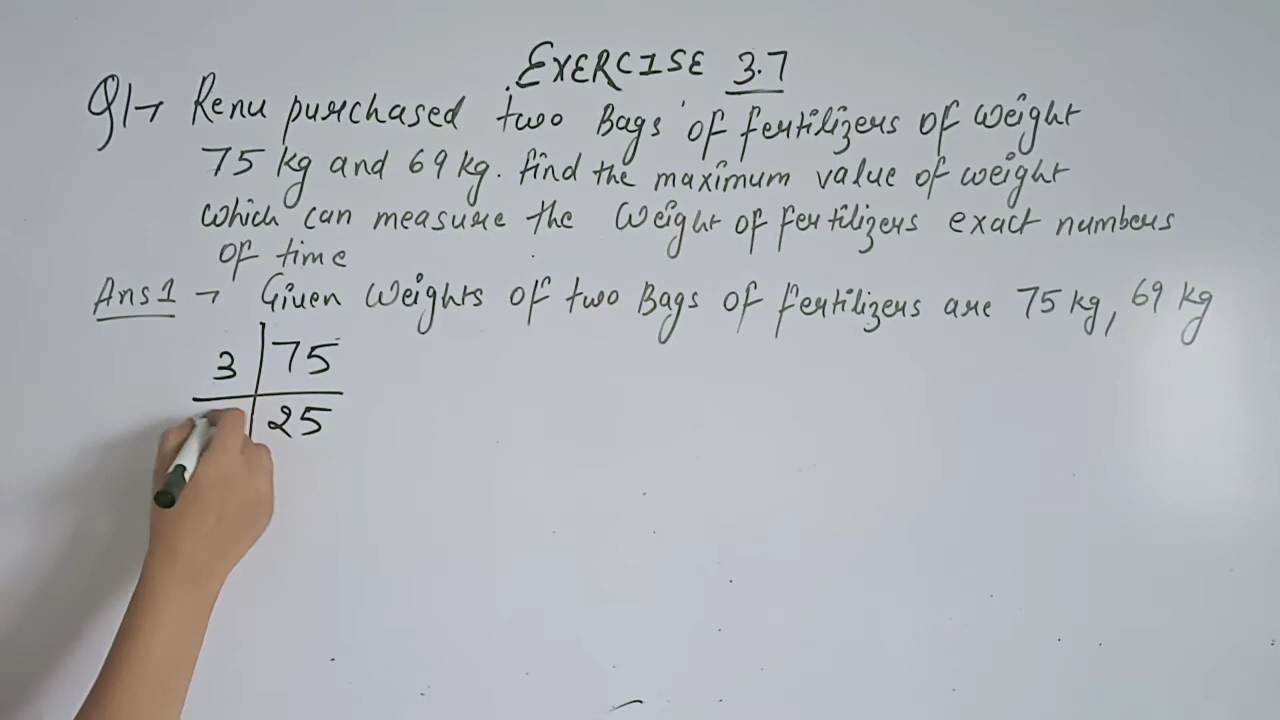 EXERCISE 3.7
Q1→ Renu purchased two Bags of fertilizers of weight
75 kg and 69 kg. find the maximum value of weight
which can measure the weight of fertilizers exact numbers
of time
Ans 1 → Given weights of two Bags of fertilizers are 75 kg, 69 kg
3 | 75
25